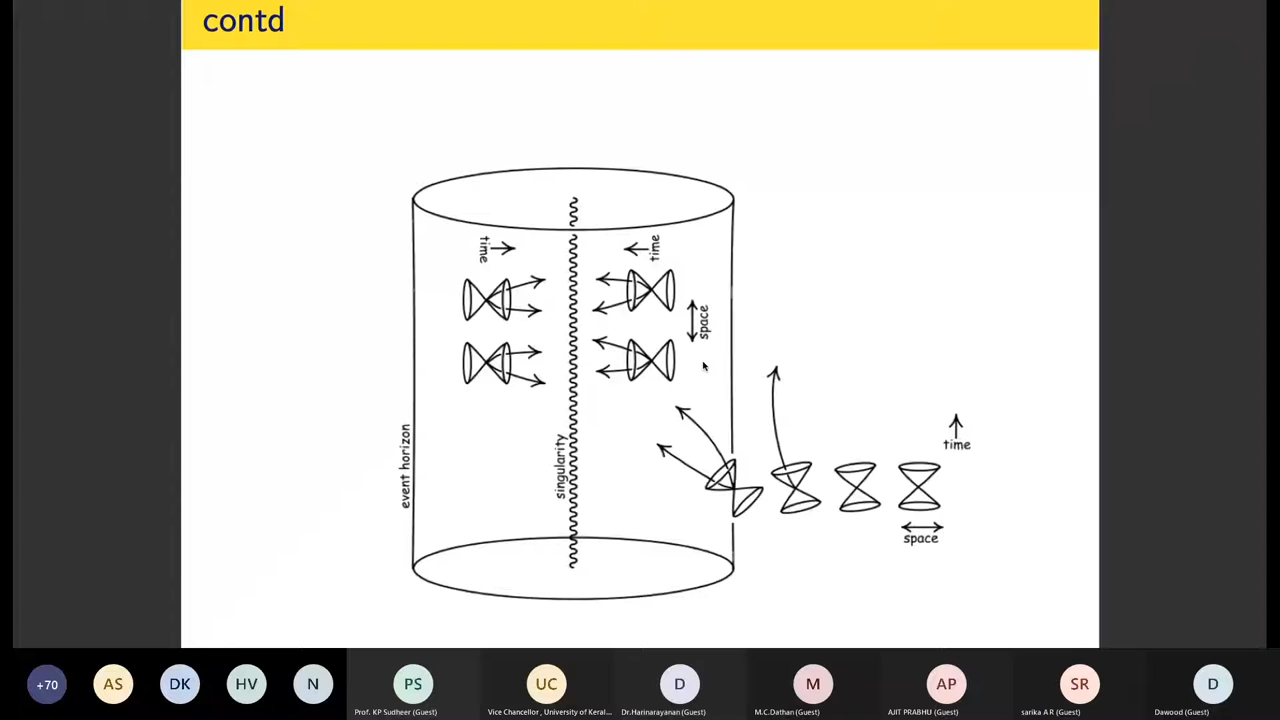 contd
time
time
space
event horizon
singularity
time
space
+70
AS
DK
HV
N
PS
UC
D
M
AP
SR
D
Prof. KP Sudheer (Guest)
Vice Chancellor , University of Keral...
Dr.Harinarayanan (Guest)
M.C.Dathan (Guest)
AJIT PRABHU (Guest)
sarika A R (Guest)
Dawood (Guest)